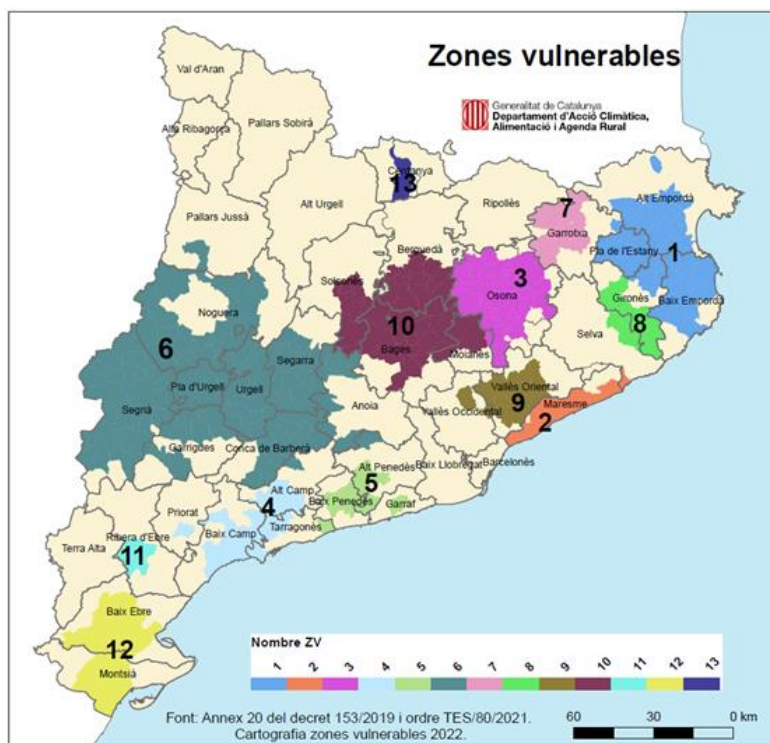 Zones vulnerables
Generalitat de Catalunya
Departament d'Acció Climàtica,
Alimentació i Agenda Rural
Val d'Aran
Alta Ribagorça
Pallars Sobirà
Cerdanya
13
Alt Urgell
Ripollès
7
Garrotxa
Alt Empordà
Pallars Jussà
Berguedà
Pla de l'Estany
1
Solsonès
3
Osona
Gironès
Baix Empordà
Noguera
6
10
Bages
Selva
8
Segarra
Moianès
Pla d'Urgell
Urgell
Vallès Oriental
Segrià
Anoia
Vallès Occidental
9
Maresme
2
Garrigues
Conca de Barberà
Alt Penedès
Baix Llobregat
Barcelonès
5
Alt Camp
Baix Penedès
Garraf
4
Priorat
Tarragonès
Ribera d'Ebre
Baix Camp
Terra Alta
11
Baix Ebre
12
Montsià
Nombre ZV
1 2 3 4 5 6 7 8 9 10 11 12 13
Font: Annex 20 del decret 153/2019 i ordre TES/80/2021.
Cartografia zones vulnerables 2022.
60 30 0 km